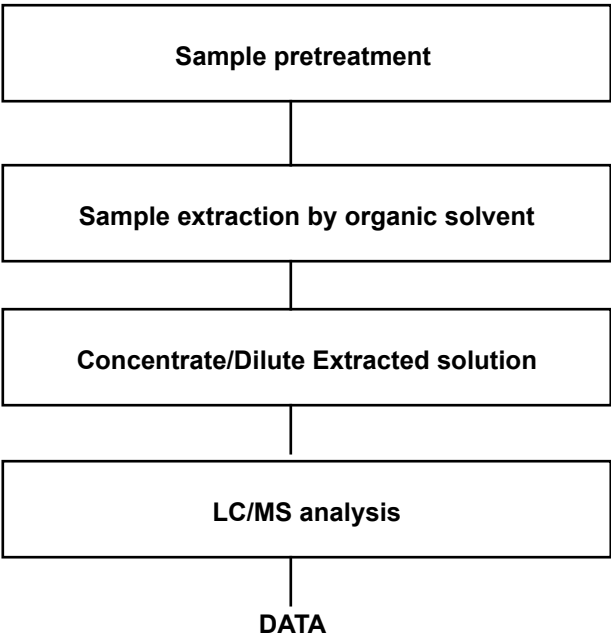 Sample pretreatment
Sample extraction by organic solvent
Concentrate/Dilute Extracted solution
LC/MS analysis
DATA